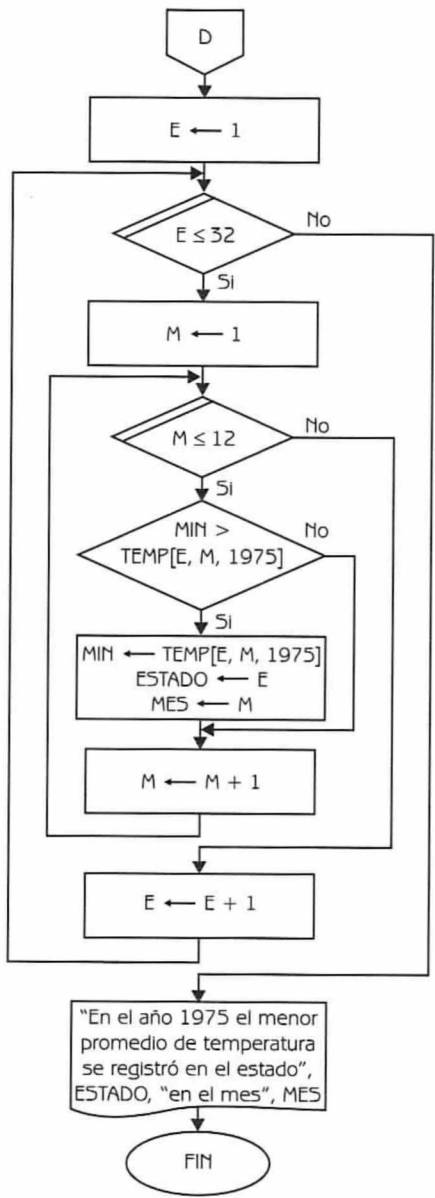 D
E ← 1
E ≤ 32
No
Si
M ← 1
M ≤ 12
No
Si
MIN >
TEMP[E, M, 1975]
No
Si
MIN ← TEMP[E, M, 1975]
ESTADO ← E
MES ← M
M ← M + 1
E ← E + 1
“En el año 1975 el menor
promedio de temperatura
se registró en el estado”,
ESTADO, “en el mes”, MES
FIN